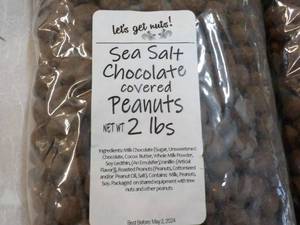 let's get nuts!
Sea Salt
Chocolate
covered
Peanuts
NET WT 2 lbs
Ingredients: Milk Chocolate (Sugar, Unsweetened
Chocolate, Cocoa Butter, Whole Milk Powder,
Soy Lecithin, (An Emulsifier) Vanillin- (Artificial
Flavor)), Roasted Peanuts (Peanuts, Cottonseed
and/or Peanut Oil, Salt). Contains: Milk, Peanuts,
Soy. Packaged on shared equipment with tree
nuts and other peanuts.
Best Before: May 2, 2024